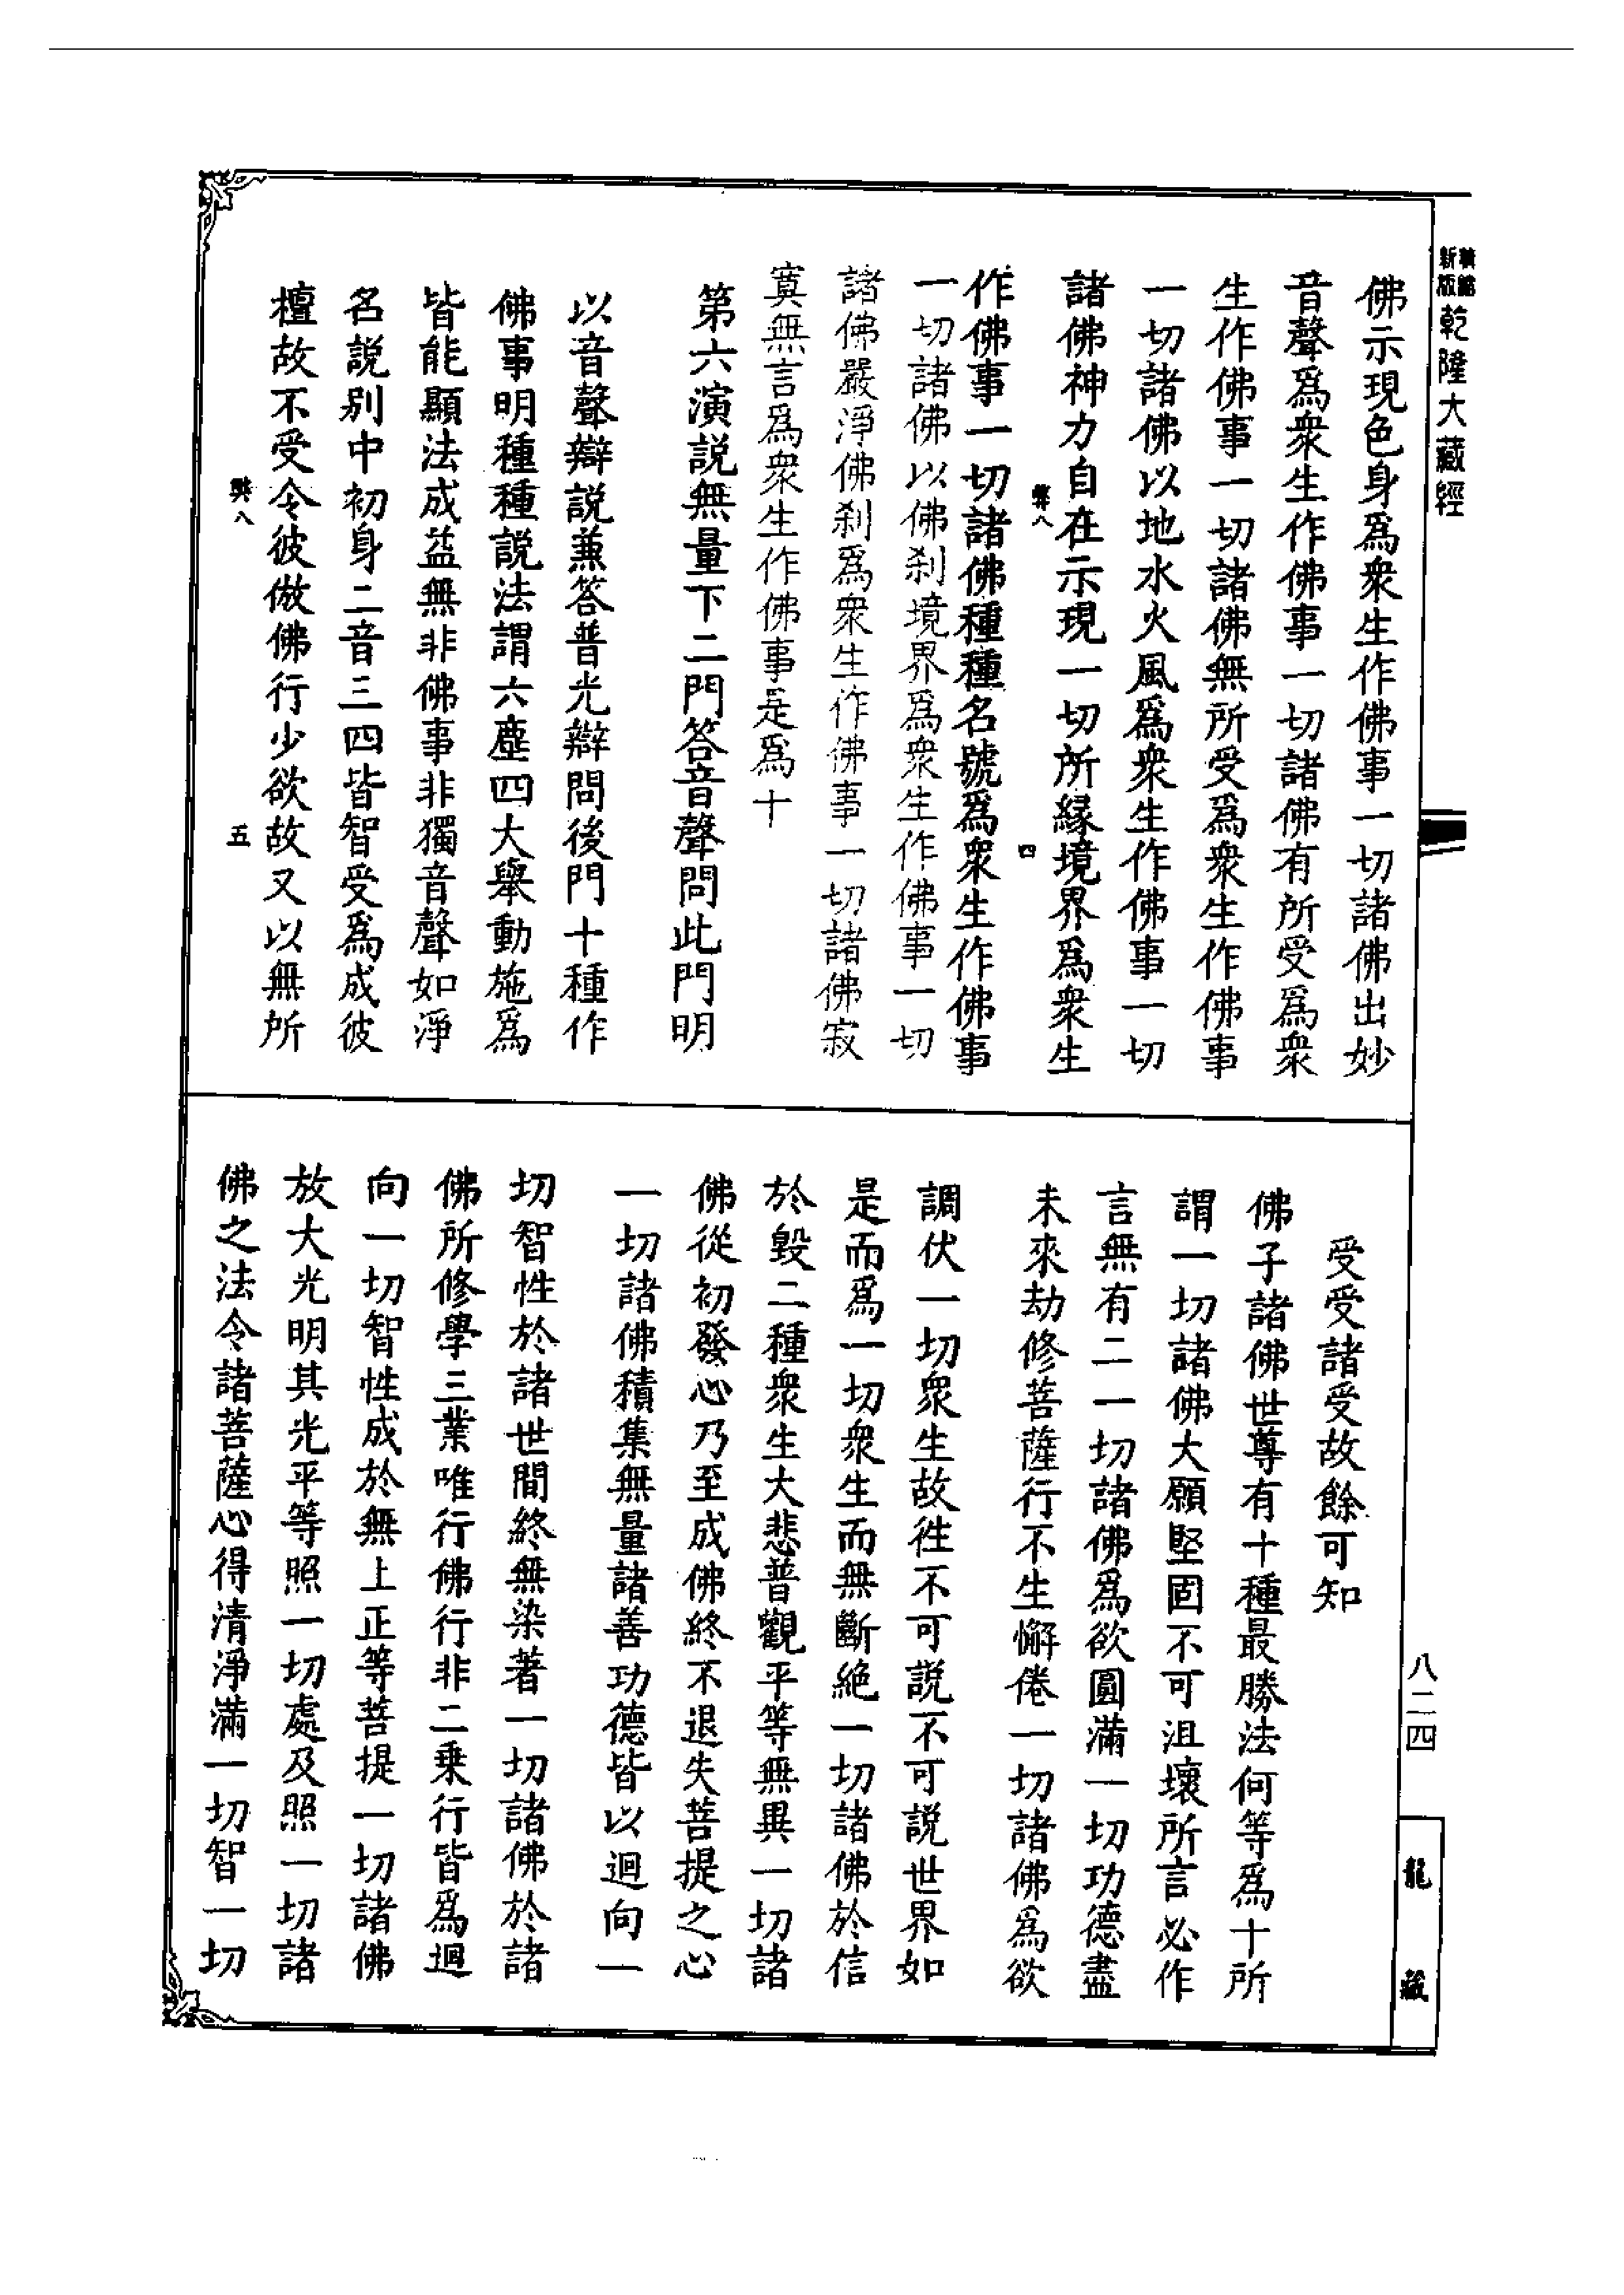 新版
精縮
乾隆大藏經
佛示現色身爲衆生作佛事一切諸佛出妙
音聲爲衆生作佛事一切諸佛有所受爲衆
生作佛事一切諸佛無所受爲衆生作佛事
一切諸佛以地水火風爲衆生作佛事一切
諸佛神力自在示現一切所緣境界爲衆生
四
作佛事一切諸佛種種名號爲衆生作佛事
一切諸佛以佛刹境界爲衆生作佛事一切
諸佛嚴淨佛刹爲衆生作佛事一切諸佛寂
寞無言爲衆生作佛事是爲十
第六演説無量下二門答音聲問此門明
以音聲辯説兼答普光辯問後門十種作
佛事明種種説法謂六塵四大舉動施爲
皆能顯法成益無非佛事非獨音聲如淨
名説别中初身二音三四皆智受爲成彼
檀故不受令彼倣佛行少欲故又以無所
五
受受諸受故餘可知
佛子諸佛世尊有十種最勝法何等爲十所
謂一切諸佛大願堅固不可沮壞所言必作
言無有二一切諸佛爲欲圓滿一切功德盡
未來劫修菩薩行不生懈倦一切諸佛爲欲
調伏一切衆生故往不可説不可説世界如
是而爲一切衆生而無斷絶一切諸佛於信
於毀二種衆生大悲普觀平等無異一切諸
佛從初發心乃至成佛終不退失菩提之心
一切諸佛積集無量諸善功德皆以迴向一
切智性於諸世間終無染著一切諸佛於諸
佛所修學三業唯行佛行非二乘行皆爲迴
向一切智性成於無上正等菩提一切諸佛
放大光明其光平等照一切處及照一切諸
佛之法令諸菩薩心得清淨滿一切智一切
八二四
龍藏